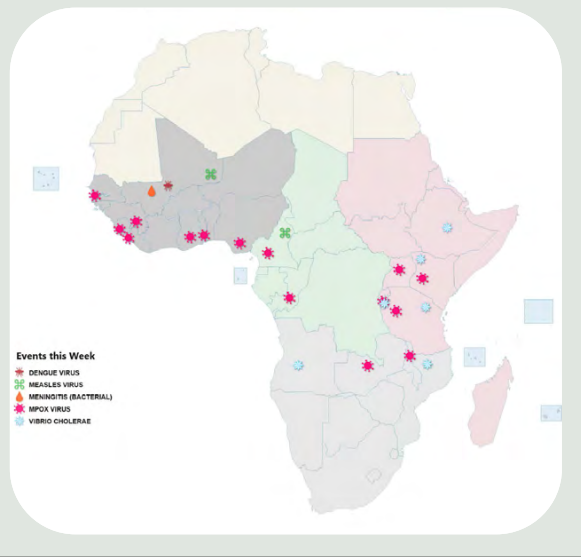 Events this Week
DENGUE VIRUS
MEASLES VIRUS
MENINGITIS (BACTERIAL)
MPOX VIRUS
VIBRIO CHOLERAE